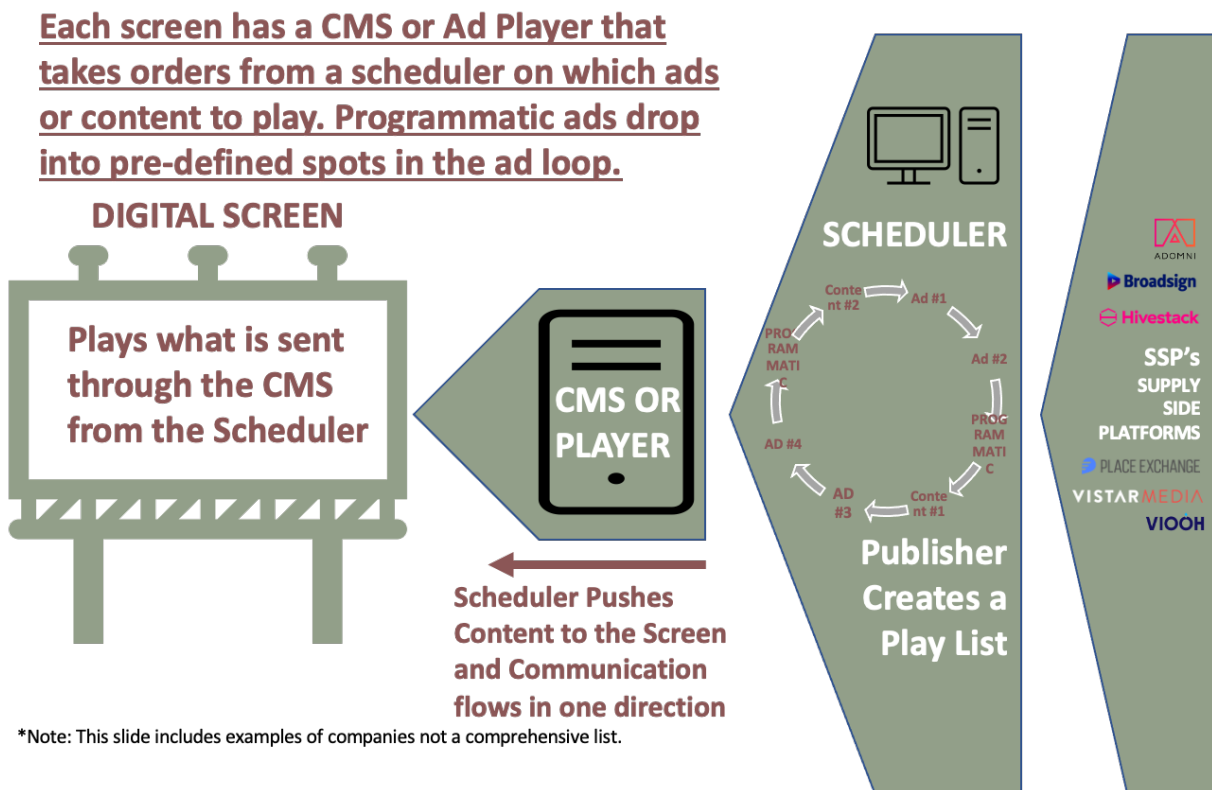 Each screen has a CMS or Ad Player that
takes orders from a scheduler on which ads
or content to play. Programmatic ads drop
into pre-defined spots in the ad loop.
DIGITAL SCREEN
Plays what is sent
through the CMS
from the Scheduler
CMS OR
PLAYER
Scheduler Pushes
Content to the Screen
and Communication
flows in one direction
SCHEDULER
Conte
nt #2
Ad #1
Ad #2
PROG
RAM
MATI
C
Conte
nt #1
AD
#3
AD #4
PROG
RAM
MATI
C
Publisher
Creates a
Play List
ADOMNI
Broadsign
Hivestack
SSP's
SUPPLY
SIDE
PLATFORMS
PLACE EXCHANGE
VISTAR MEDIA
VIOOH
*Note: This slide includes examples of companies not a comprehensive list.